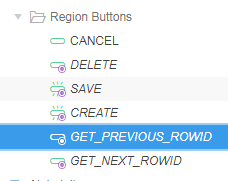 Region Buttons
CANCEL
DELETE
SAVE
CREATE
GET_PREVIOUS_ROWID
GET_NEXT_ROWID